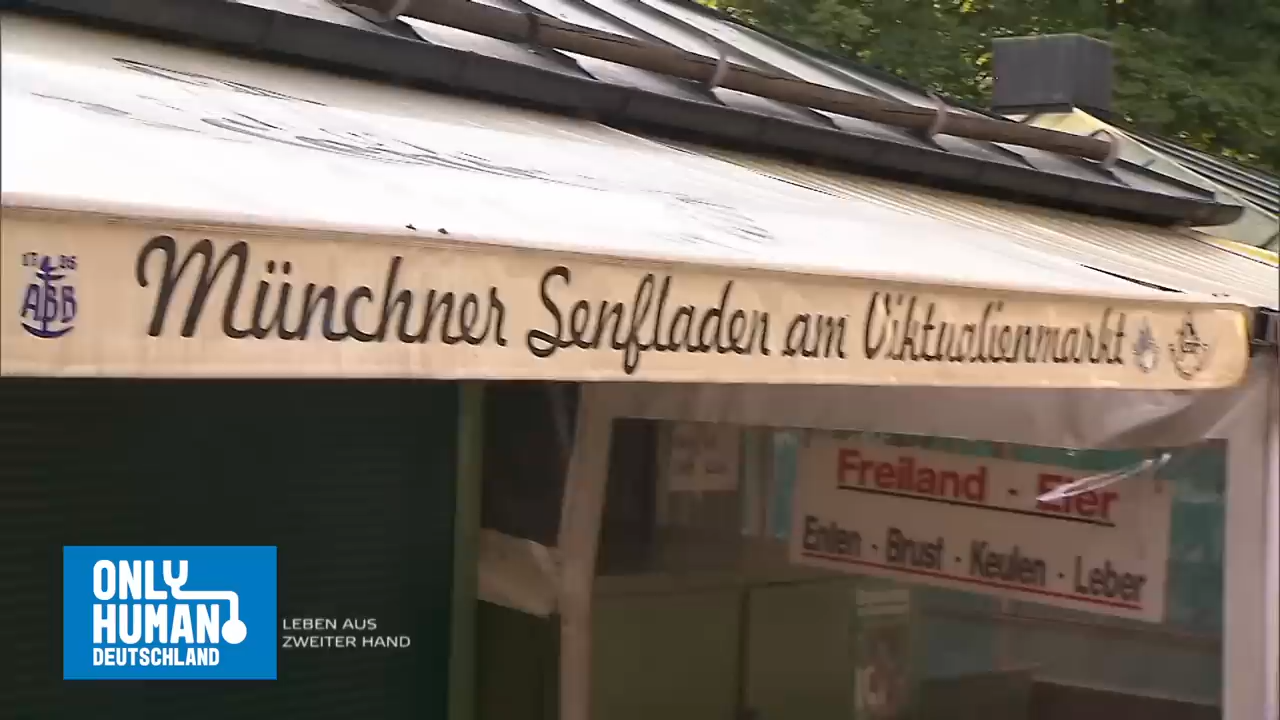 Münchner Senfladen am Viktualienmarkt
Freiland - Eier
Enten · Brust · Keulen · Leber
ONLY
HUMAN
DEUTSCHLAND
LEBEN AUS
ZWEITER HAND